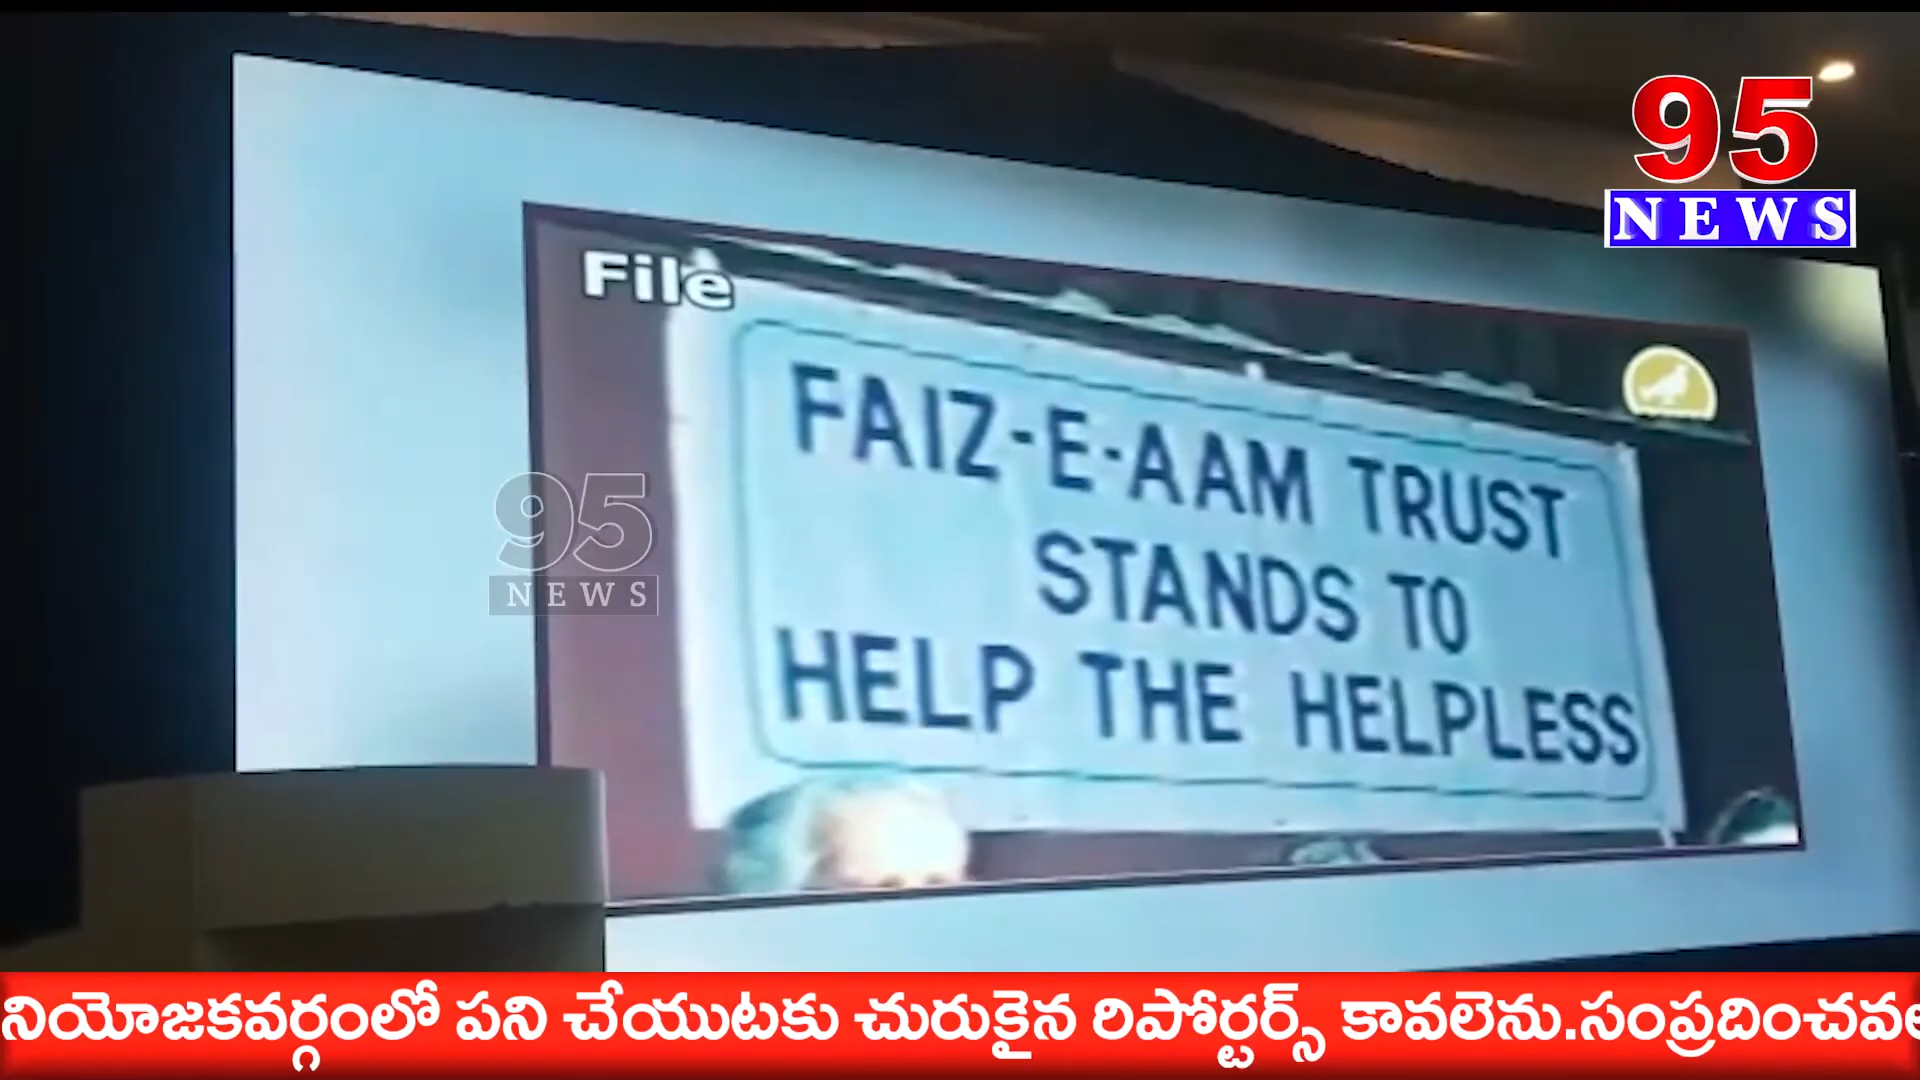 95
NEWS
File
FAIZ-E-AAM TRUST
STANDS TO
HELP THE HELPLESS
95
NEWS
నియోజకవర్గంలో పని చేయుటకు చురుకైన రిపోర్టర్స్ కావలెను.సంప్రదించవల